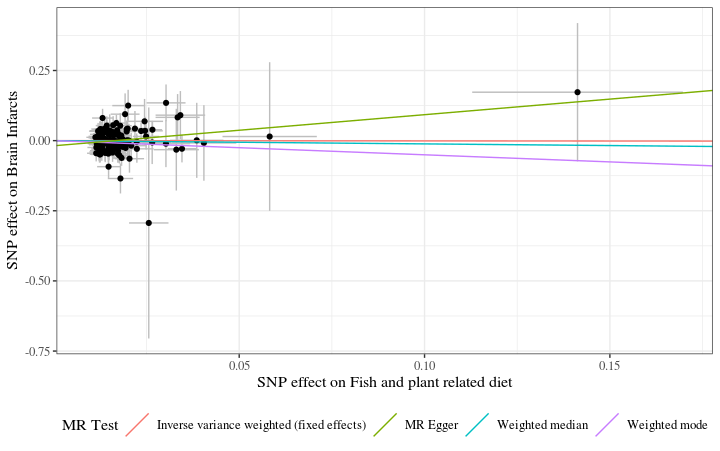 SNP effect on Brain Infarcts
0.25
0.00
-0.25
-0.50
-0.75
0.05
0.10
0.15
SNP effect on Fish and plant related diet
MR Test
Inverse variance weighted (fixed effects)
MR Egger
Weighted median
Weighted mode